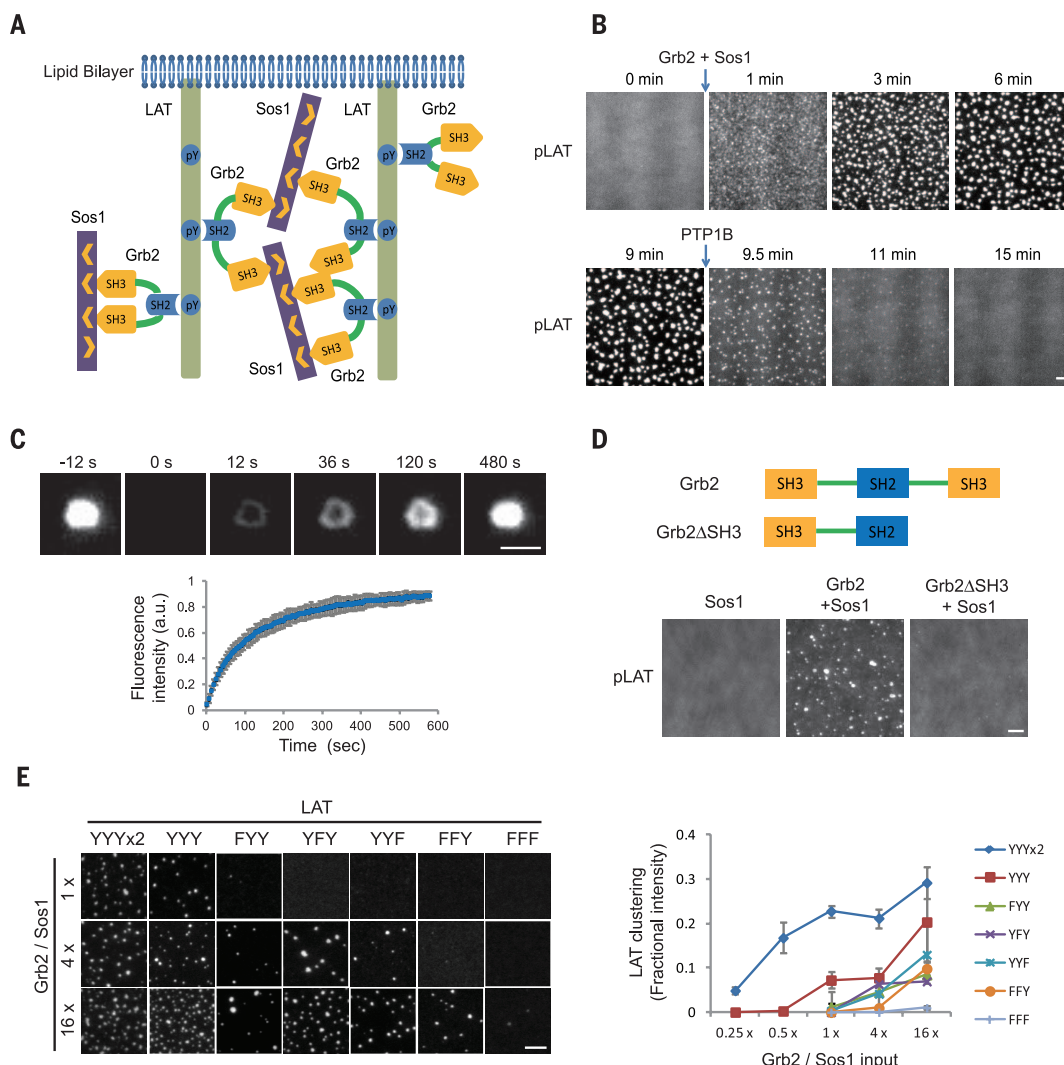 A
Lipid Bilayer
LAT
Sos1
LAT
Grb2
SH3
pY
pY
SH2
SH3
Grb2
Grb2
SH3
SH3
Sos1
pY
SH2
SH2
pY
Grb2
SH3
SH3
SH3
SH3
SH2
pY
SH2
pY
SH3
SH3
Sos1
Grb2
B
Grb2 + Sos1
0 min
1 min
3 min
6 min
pLAT
PTP1B
9 min
9.5 min
11 min
15 min
pLAT
C
-12 s
0 s
12 s
36 s
120 s
480 s
Fluorescence
intensity (a.u.)
1
0.8
0.6
0.4
0.2
0
0
100
200
300
400
500
600
Time (sec)
D
Grb2
SH3
SH2
SH3
Grb2ΔSH3
SH3
SH2
Sos1
Grb2
+Sos1
Grb2ΔSH3
+ Sos1
pLAT
E
LAT
YYYx2
YYY
FYY
YFY
YYF
FFY
FFF
Grb2 / Sos1
1 x
4 x
16 x
LAT clustering
(Fractional intensity)
0.4
0.3
0.2
0.1
0
0.25 x
0.5 x
1 x
4 x
16 x
Grb2 / Sos1 input
YYYx2
YYY
FYY
YFY
YYF
FFY
FFF